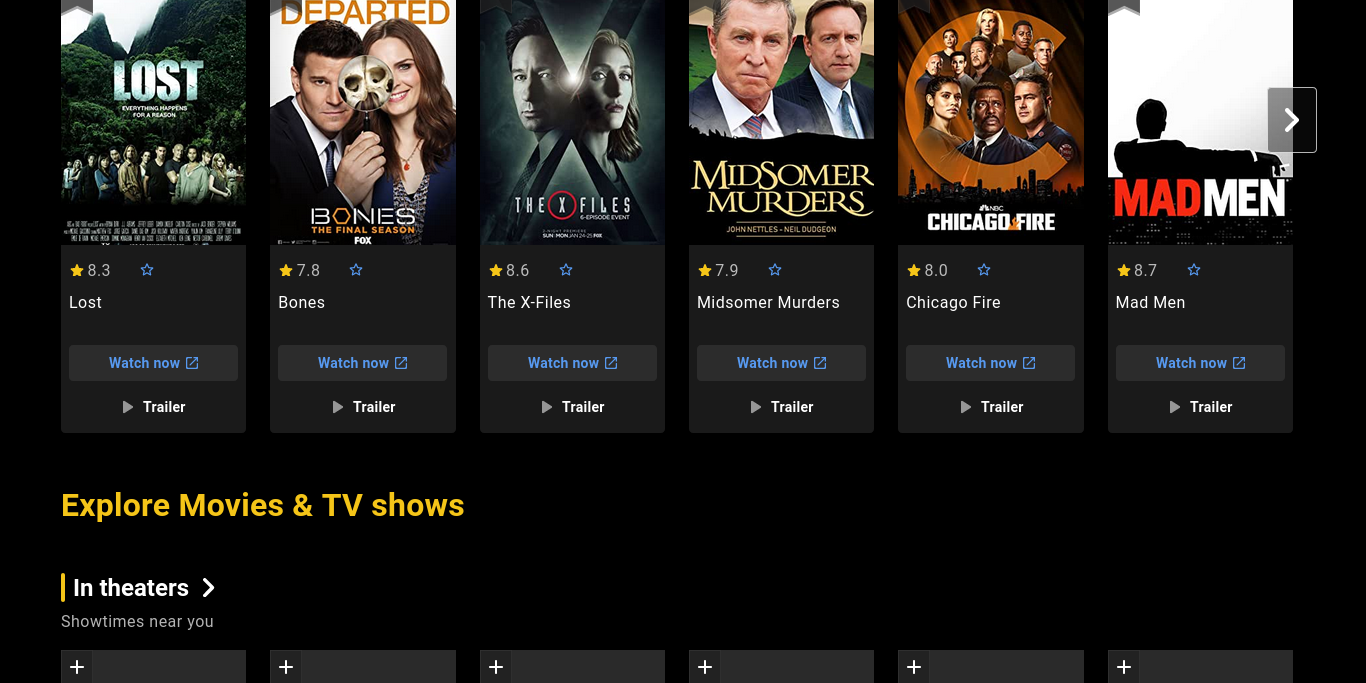 DEPARTED
LOST
EVERYTHING HAPPENS
FOR A REASON
BONES
THE FINAL SEASON
FOX
THE X FILES
6-EPISODE EVENT
2-NIGHT PREMIERE
SUN JAN 24-25 FOX
MIDSOMER
MURDERS
JOHN NETTLES - NEIL DUDGEON
NBC
CHICAGO FIRE
MAD MEN
8.3
7.8
8.6
7.9
8.0
8.7
Lost
Bones
The X-Files
Midsomer Murders
Chicago Fire
Mad Men
Watch now
Watch now
Watch now
Watch now
Watch now
Watch now
Trailer
Trailer
Trailer
Trailer
Trailer
Trailer
Explore Movies & TV shows
In theaters
Showtimes near you